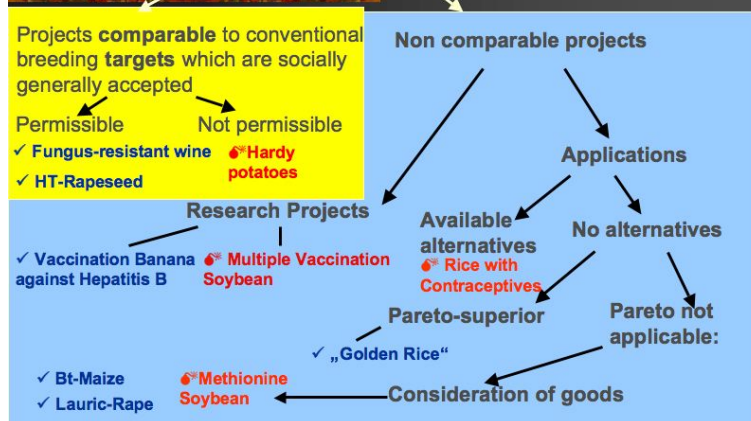 Projects comparable to conventional
breeding targets which are socially
generally accepted
Permissible
Not permissible
✓ Fungus-resistant wine
✓ HT-Rapeseed
💣Hardy
potatoes
Non comparable projects
Applications
Research Projects
✓ Vaccination Banana
against Hepatitis B
💣 Multiple Vaccination
Soybean
Available
alternatives
💣 Rice with
Contraceptives
No alternatives
Pareto-superior
✓ „Golden Rice“
Pareto not
applicable:
Consideration of goods
💣Methionine
Soybean
✓ Bt-Maize
✓ Lauric-Rape